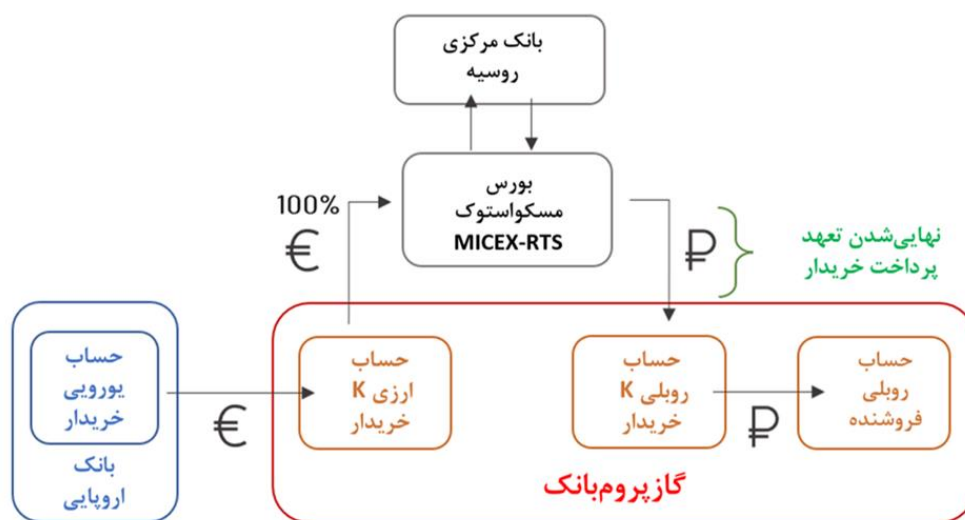 بانک مرکزی
روسیه
بورس
مسکواستوک
MICEX-RTS
100%
€
₽
نهایی‌شدن تعهد
پرداخت خریدار
حساب
یورویی
خریدار
بانک
اروپایی
€
حساب
ارزی K
خریدار
حساب
روبلی K
خریدار
₽
حساب
روبلی
فروشنده
گازپروم‌بانک